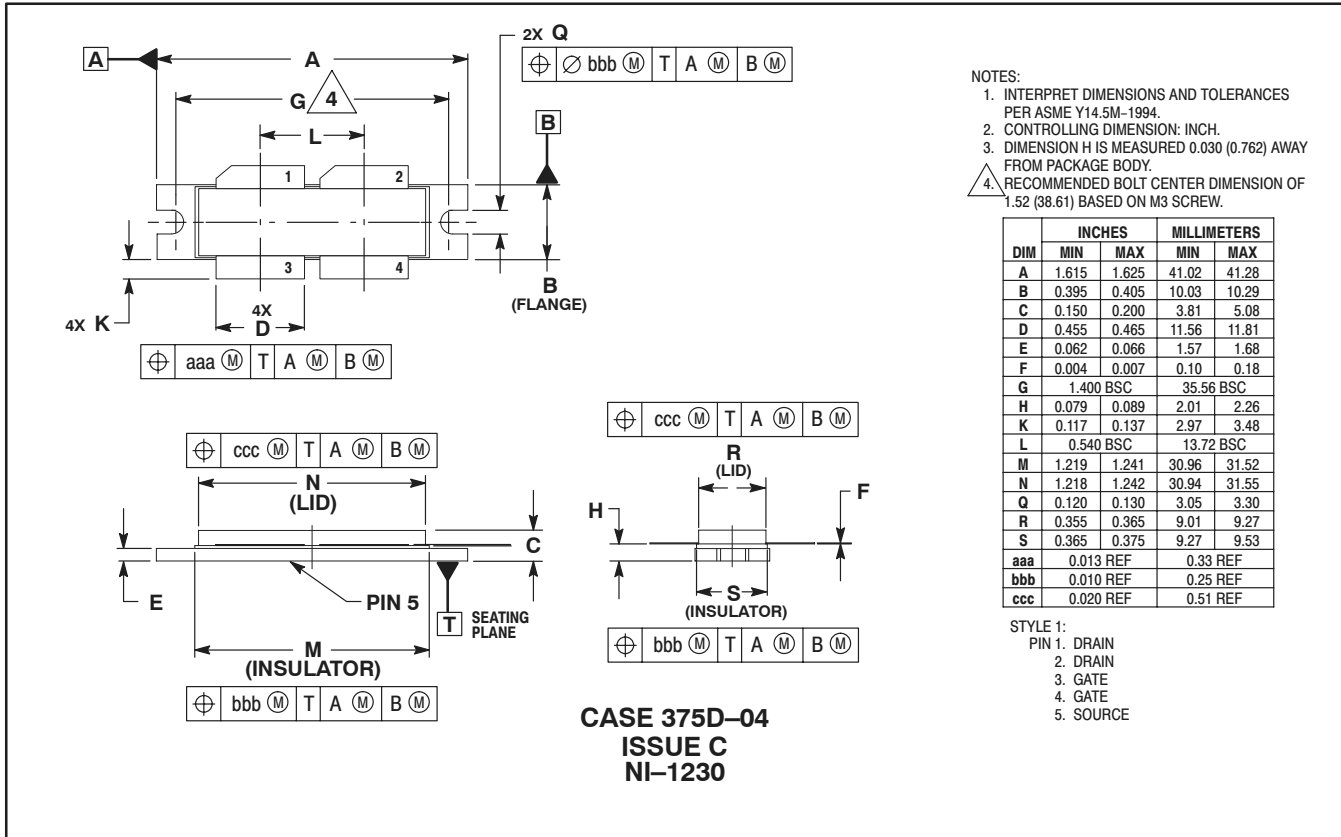 A
A
2X Q
⌀ bbb Ⓜ T A Ⓜ B Ⓜ
G 4
L
B
1 2
3 4
B
(FLANGE)
4X K
4X
D
aaa Ⓜ T A Ⓜ B Ⓜ
ccc Ⓜ T A Ⓜ B Ⓜ
N
(LID)
C
E
PIN 5
T SEATING
PLANE
M
(INSULATOR)
bbb Ⓜ T A Ⓜ B Ⓜ
ccc Ⓜ T A Ⓜ B Ⓜ
R
(LID)
F
H
S
(INSULATOR)
bbb Ⓜ T A Ⓜ B Ⓜ
CASE 375D–04
ISSUE C
NI–1230
NOTES:
1. INTERPRET DIMENSIONS AND TOLERANCES
PER ASME Y14.5M–1994.
2. CONTROLLING DIMENSION: INCH.
3. DIMENSION H IS MEASURED 0.030 (0.762) AWAY
FROM PACKAGE BODY.
4. RECOMMENDED BOLT CENTER DIMENSION OF
1.52 (38.61) BASED ON M3 SCREW.
INCHES MILLIMETERS
DIM MIN MAX MIN MAX
A 1.615 1.625 41.02 41.28
B 0.395 0.405 10.03 10.29
C 0.150 0.200 3.81 5.08
D 0.455 0.465 11.56 11.81
E 0.062 0.066 1.57 1.68
F 0.004 0.007 0.10 0.18
G 1.400 BSC 35.56 BSC
H 0.079 0.089 2.01 2.26
K 0.117 0.137 2.97 3.48
L 0.540 BSC 13.72 BSC
M 1.219 1.241 30.96 31.52
N 1.218 1.242 30.94 31.55
Q 0.120 0.130 3.05 3.30
R 0.355 0.365 9.01 9.27
S 0.365 0.375 9.27 9.53
aaa 0.013 REF 0.33 REF
bbb 0.010 REF 0.25 REF
ccc 0.020 REF 0.51 REF
STYLE 1:
PIN 1. DRAIN
2. DRAIN
3. GATE
4. GATE
5. SOURCE